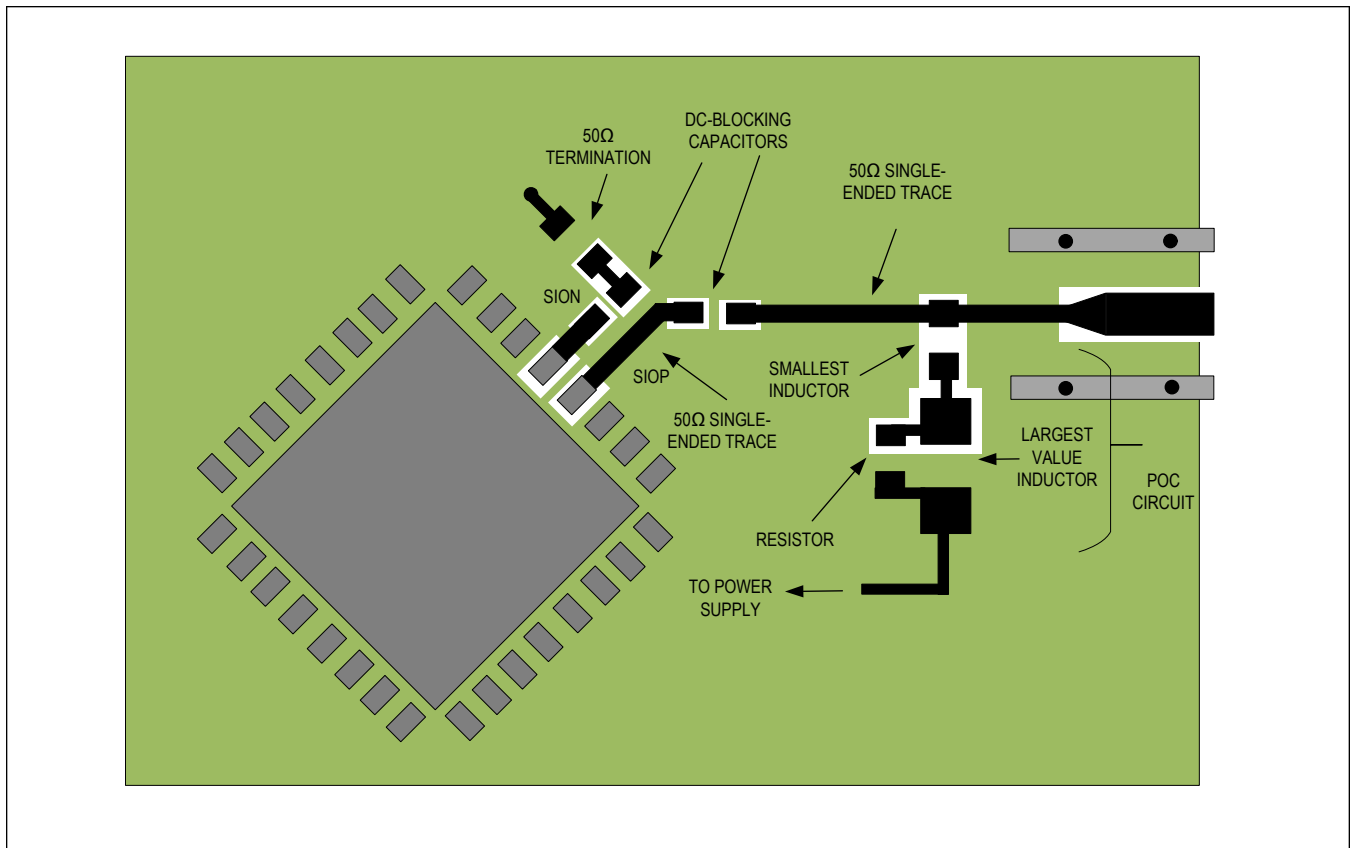 DC-BLOCKING
CAPACITORS
50Ω
TERMINATION
50Ω SINGLE-
ENDED TRACE
SION
SIOP
SMALLEST
INDUCTOR
50Ω SINGLE-
ENDED TRACE
LARGEST
VALUE
INDUCTOR
POC
CIRCUIT
RESISTOR
TO POWER
SUPPLY